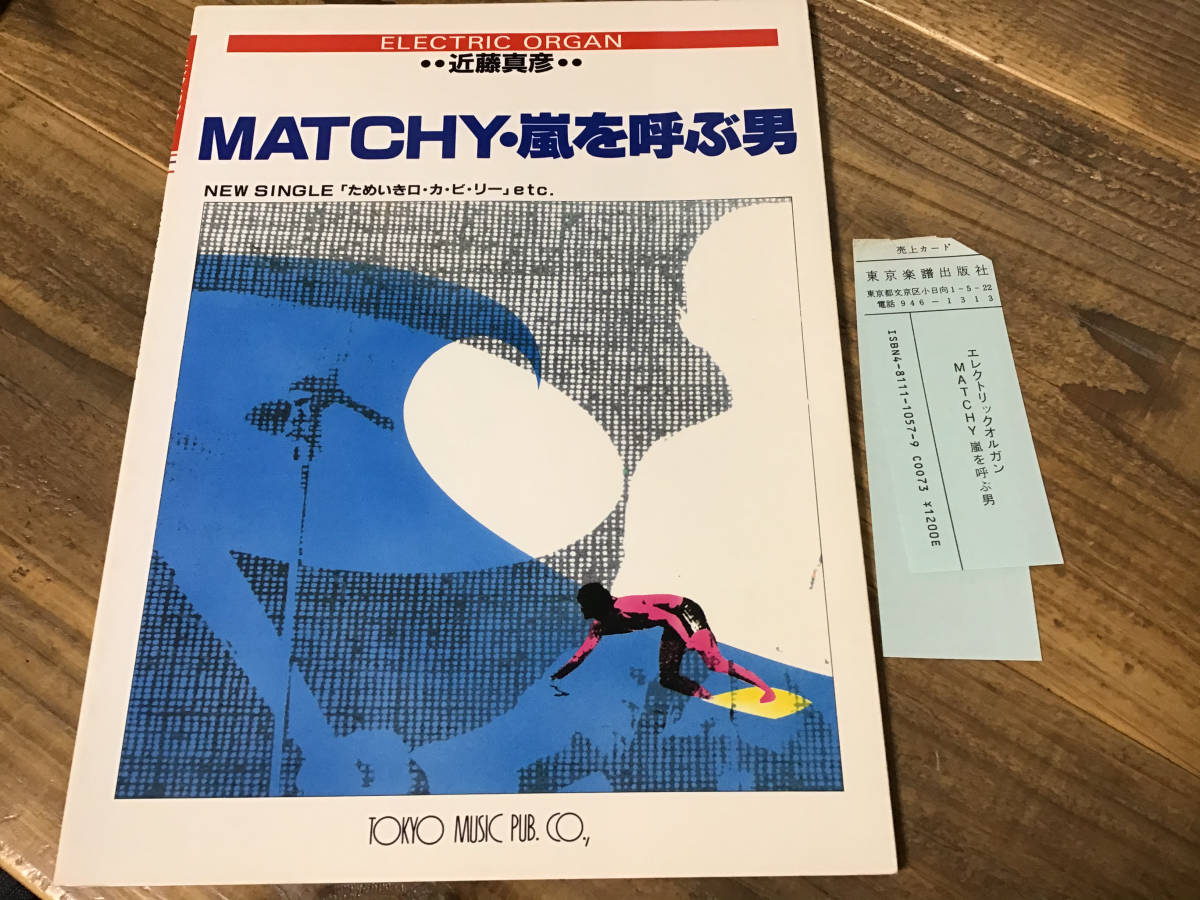 ELECTRIC ORGAN
••近藤真彦••
MATCHY・嵐を呼ぶ男
NEW SINGLE「ためいきロ・カ・ビ・リー」etc.
TOKYO MUSIC PUB. CO.,
売上カード
東京楽譜出版社
東京都文京区小日向1-5-22
電話 946-1313
エレクトリックオルガン
MATCHY 嵐を呼ぶ男
ISBN4-8111-1057-9 C0073 ¥1200E